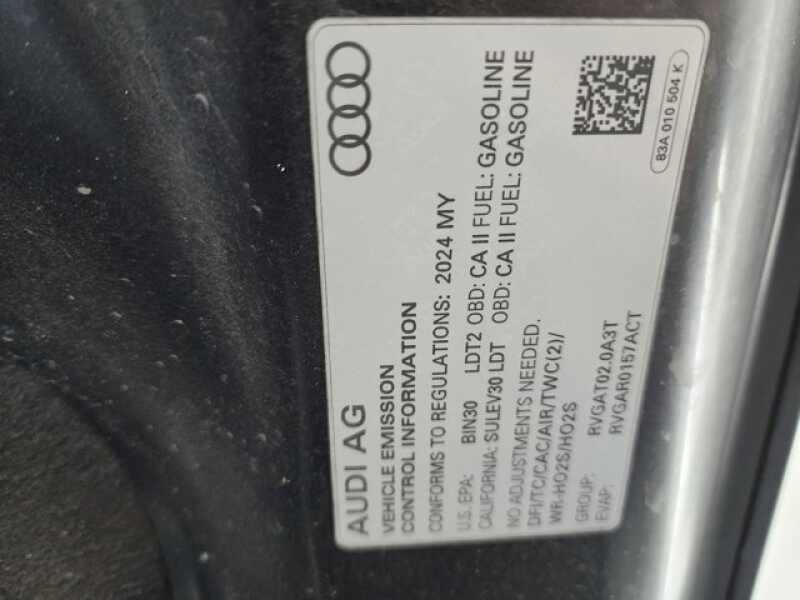 AUDI AG
VEHICLE EMISSION
CONTROL INFORMATION
CONFORMS TO REGULATIONS: 2024 MY
U.S. EPA: BIN30 LDT2 OBD: CA II FUEL: GASOLINE
CALIFORNIA: SULEV30 LDT OBD: CA II FUEL: GASOLINE
NO ADJUSTMENTS NEEDED.
DFI/TC/CAC/AIR/TWC(2)/
WR-HO2S/HO2S
GROUP: RVGAT02.0A3T
EVAP: RVGAR0157ACT
83A 010 504 K